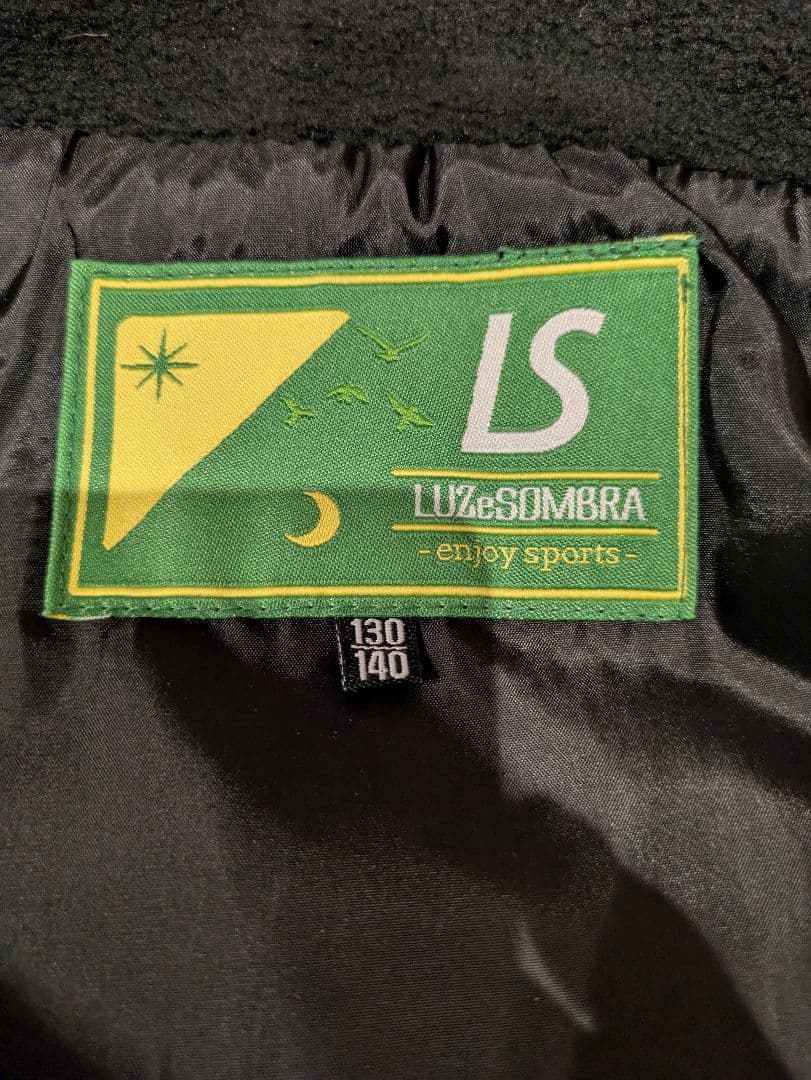 LS
LUZeSOMBRA
-enjoy sports-
130
140